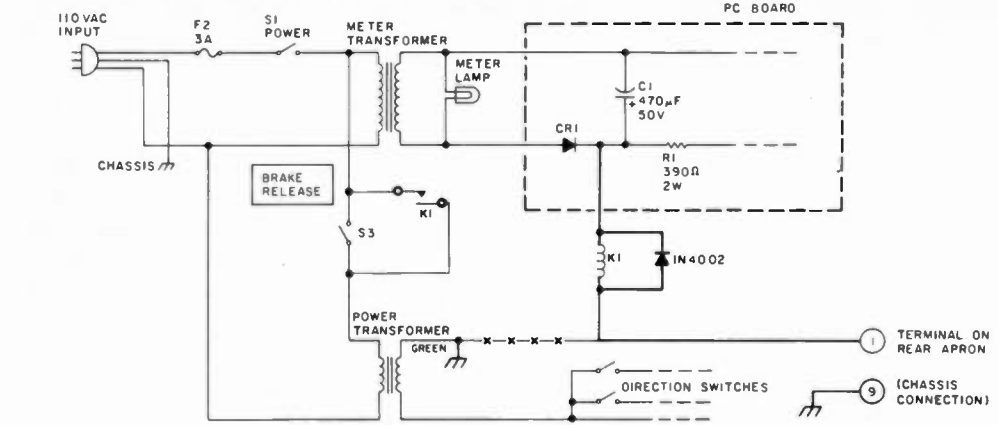 PC BOARD
110 VAC
INPUT
F2
3A
S1
POWER
METER
TRANSFORMER
METER
LAMP
C1
+ 470µF
50V
CR1
R1
390Ω
2W
CHASSIS
BRAKE
RELEASE
K1
S3
K1
1N4002
POWER
TRANSFORMER
GREEN
1
TERMINAL ON
REAR APRON
DIRECTION SWITCHES
9
(CHASSIS
CONNECTION)